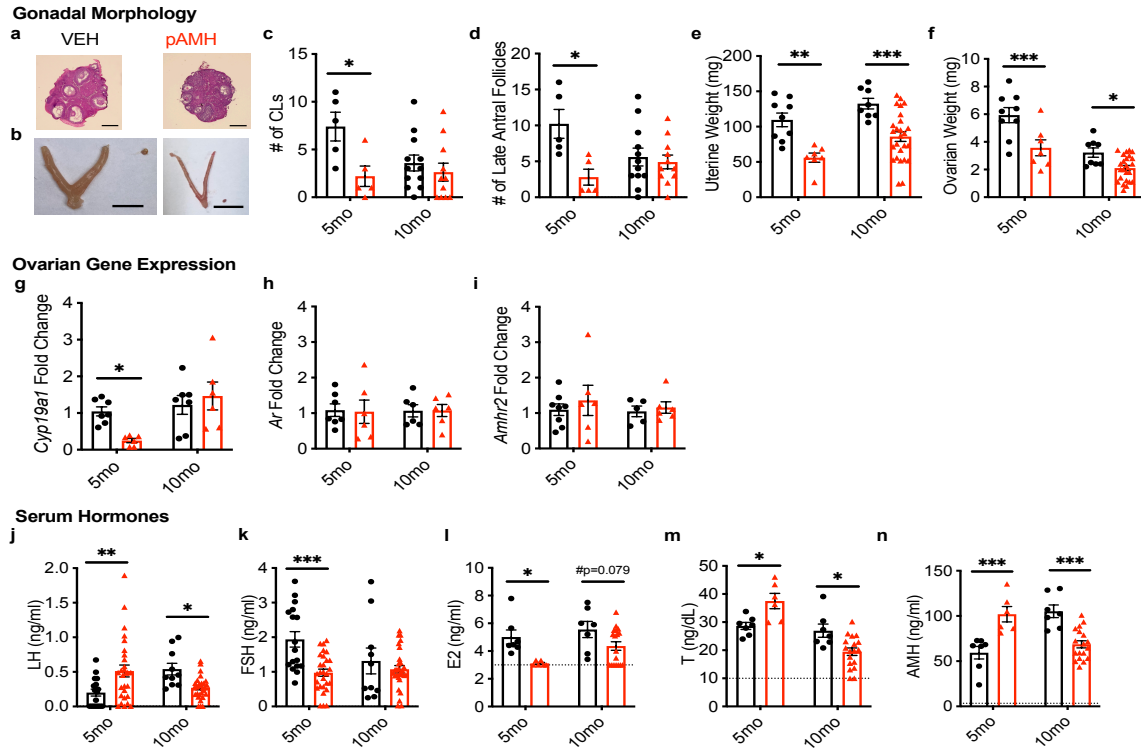 Gonadal Morphology
a VEH pAMH
b
c
*
# of CLs
10
5
0
5mo 10mo
d
*
# of Late Antral Follicles
20
15
10
5
0
5mo 10mo
e
** ***
Uterine Weight (mg)
200
150
100
50
0
5mo 10mo
f
*** *
Ovarian Weight (mg)
10
8
6
4
2
0
5mo 10mo
Ovarian Gene Expression
g
*
Cyp19a1 Fold Change
4
3
2
1
0
5mo 10mo
h
Ar Fold Change
4
3
2
1
0
5mo 10mo
i
Amhr2 Fold Change
4
3
2
1
0
5mo 10mo
Serum Hormones
j
** *
LH (ng/ml)
2.0
1.5
1.0
0.5
0.0
5mo 10mo
k
***
FSH (ng/ml)
5
4
3
2
1
0
5mo 10mo
l
* #p=0.079
E2 (ng/ml)
10
8
6
4
2
0
5mo 10mo
m
* *
T (ng/dL)
50
40
30
20
10
0
5mo 10mo
n
*** ***
AMH (ng/ml)
150
100
50
0
5mo 10mo